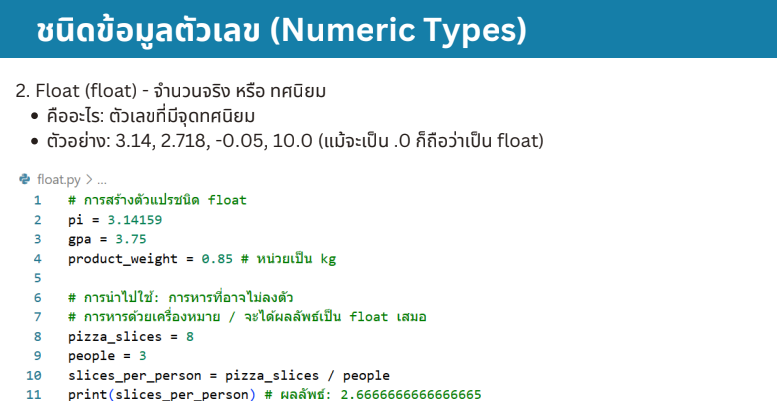 ชนิดข้อมูลตัวเลข (Numeric Types)
2. Float (float) - จำนวนจริง หรือ ทศนิยม
• คืออะไร: ตัวเลขที่มีจุดทศนิยม
• ตัวอย่าง: 3.14, 2.718, -0.05, 10.0 (แม้จะเป็น .0 ก็ถือว่าเป็น float)
float.py > ...
1 # การสร้างตัวแปรชนิด float
2 pi = 3.14159
3 gpa = 3.75
4 product_weight = 0.85 # หน่วยเป็น kg
5
6 # การนำไปใช้: การหารที่อาจไม่ลงตัว
7 # การหารด้วยเครื่องหมาย / จะได้ผลลัพธ์เป็น float เสมอ
8 pizza_slices = 8
9 people = 3
10 slices_per_person = pizza_slices / people
11 print(slices_per_person) # ผลลัพธ์: 2.6666666666666665